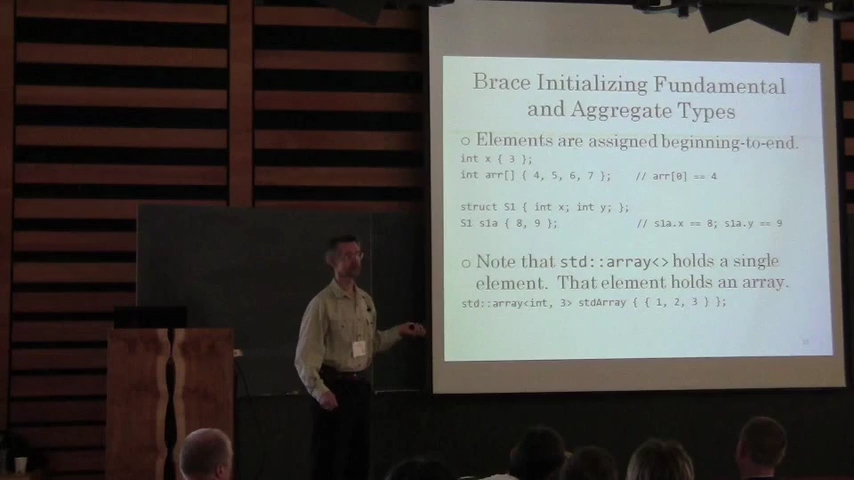 Brace Initializing Fundamental
and Aggregate Types
○ Elements are assigned beginning-to-end.
int x { 3 };
int arr[] { 4, 5, 6, 7 }; // arr[0] == 4
struct S1 { int x; int y; };
S1 s1a { 8, 9 }; // s1a.x == 8; s1a.y == 9
○ Note that std::array<> holds a single
element. That element holds an array.
std::array<int, 3> stdArray { { 1, 2, 3 } };